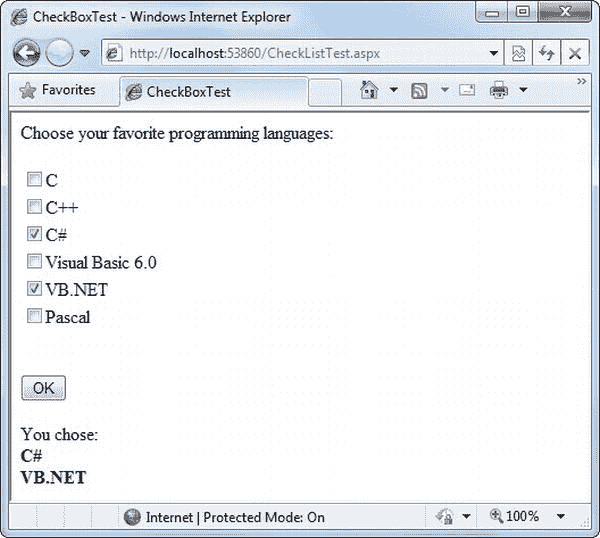 CheckBoxTest - Windows Internet Explorer
http://localhost:53860/CheckListTest.aspx
Favorites
CheckBoxTest
Choose your favorite programming languages:
C
C++
C#
Visual Basic 6.0
VB.NET
Pascal
OK
You chose:
C#
VB.NET
Internet | Protected Mode: On
100%